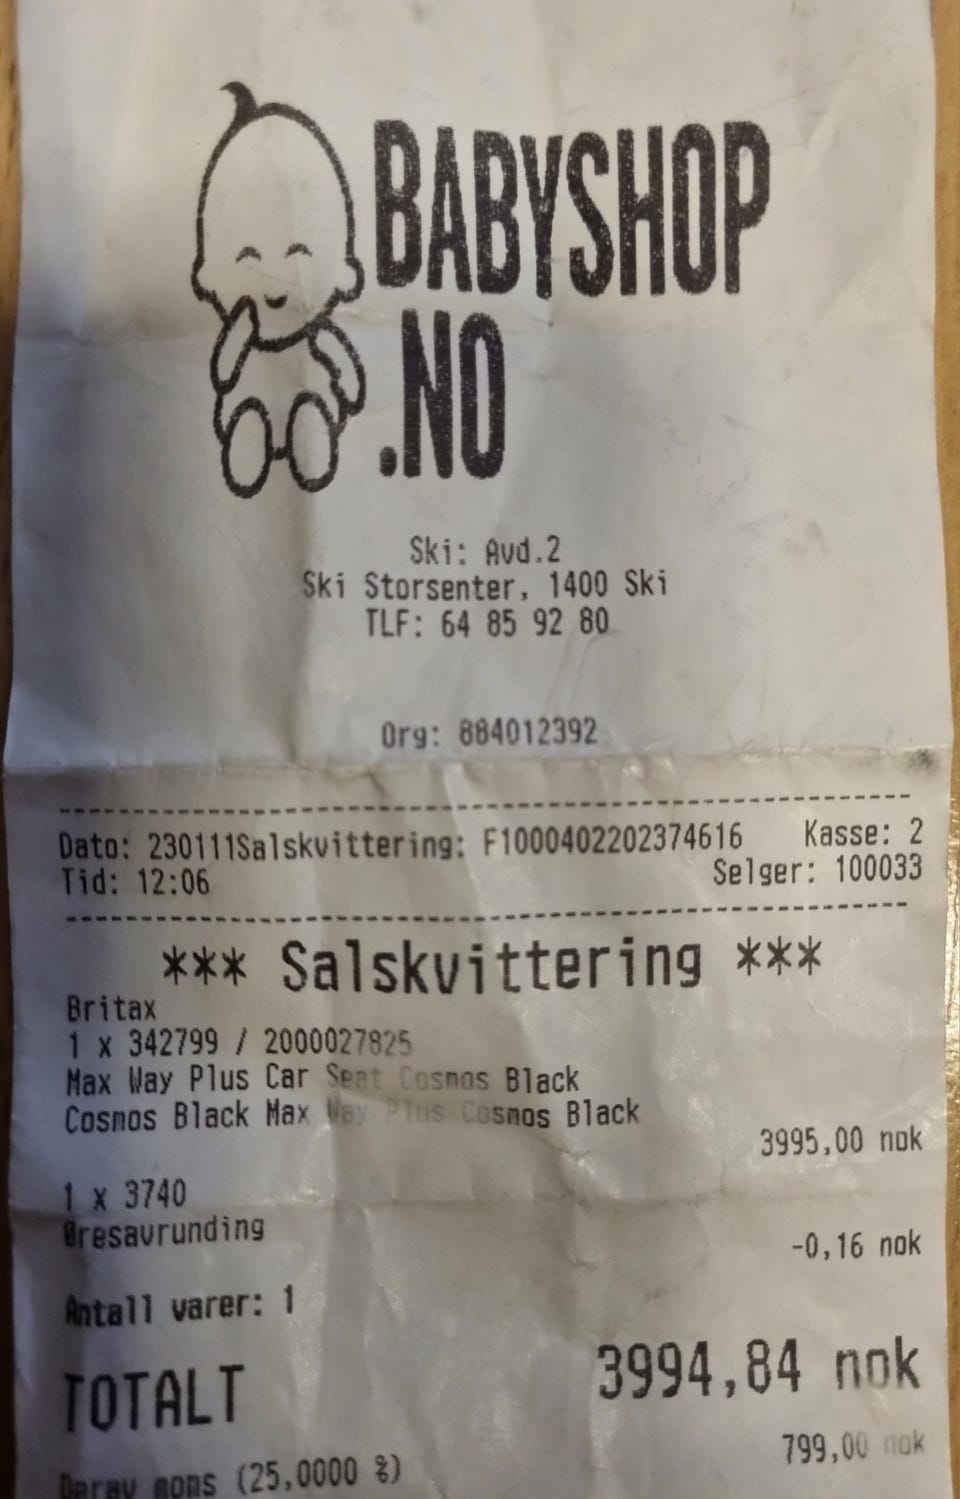 BABYSHOP
.NO
Ski: Avd.2
Ski Storsenter, 1400 Ski
TLF: 64 85 92 80
Org: 884012392
Dato: 230111Salskvittering: F1000402202374616 Kasse: 2
Tid: 12:06 Selger: 100033
*** Salskvittering ***
Britax
1 x 342799 / 2000027825
Max Way Plus Car Seat Cosmos Black
Cosmos Black Max Way Plus Cosmos Black
3995,00 nok
1 x 3740
Øresavrunding
-0,16 nok
Antall varer: 1
TOTALT 3994,84 nok
Derav moms (25,0000 %) 799,00 nok